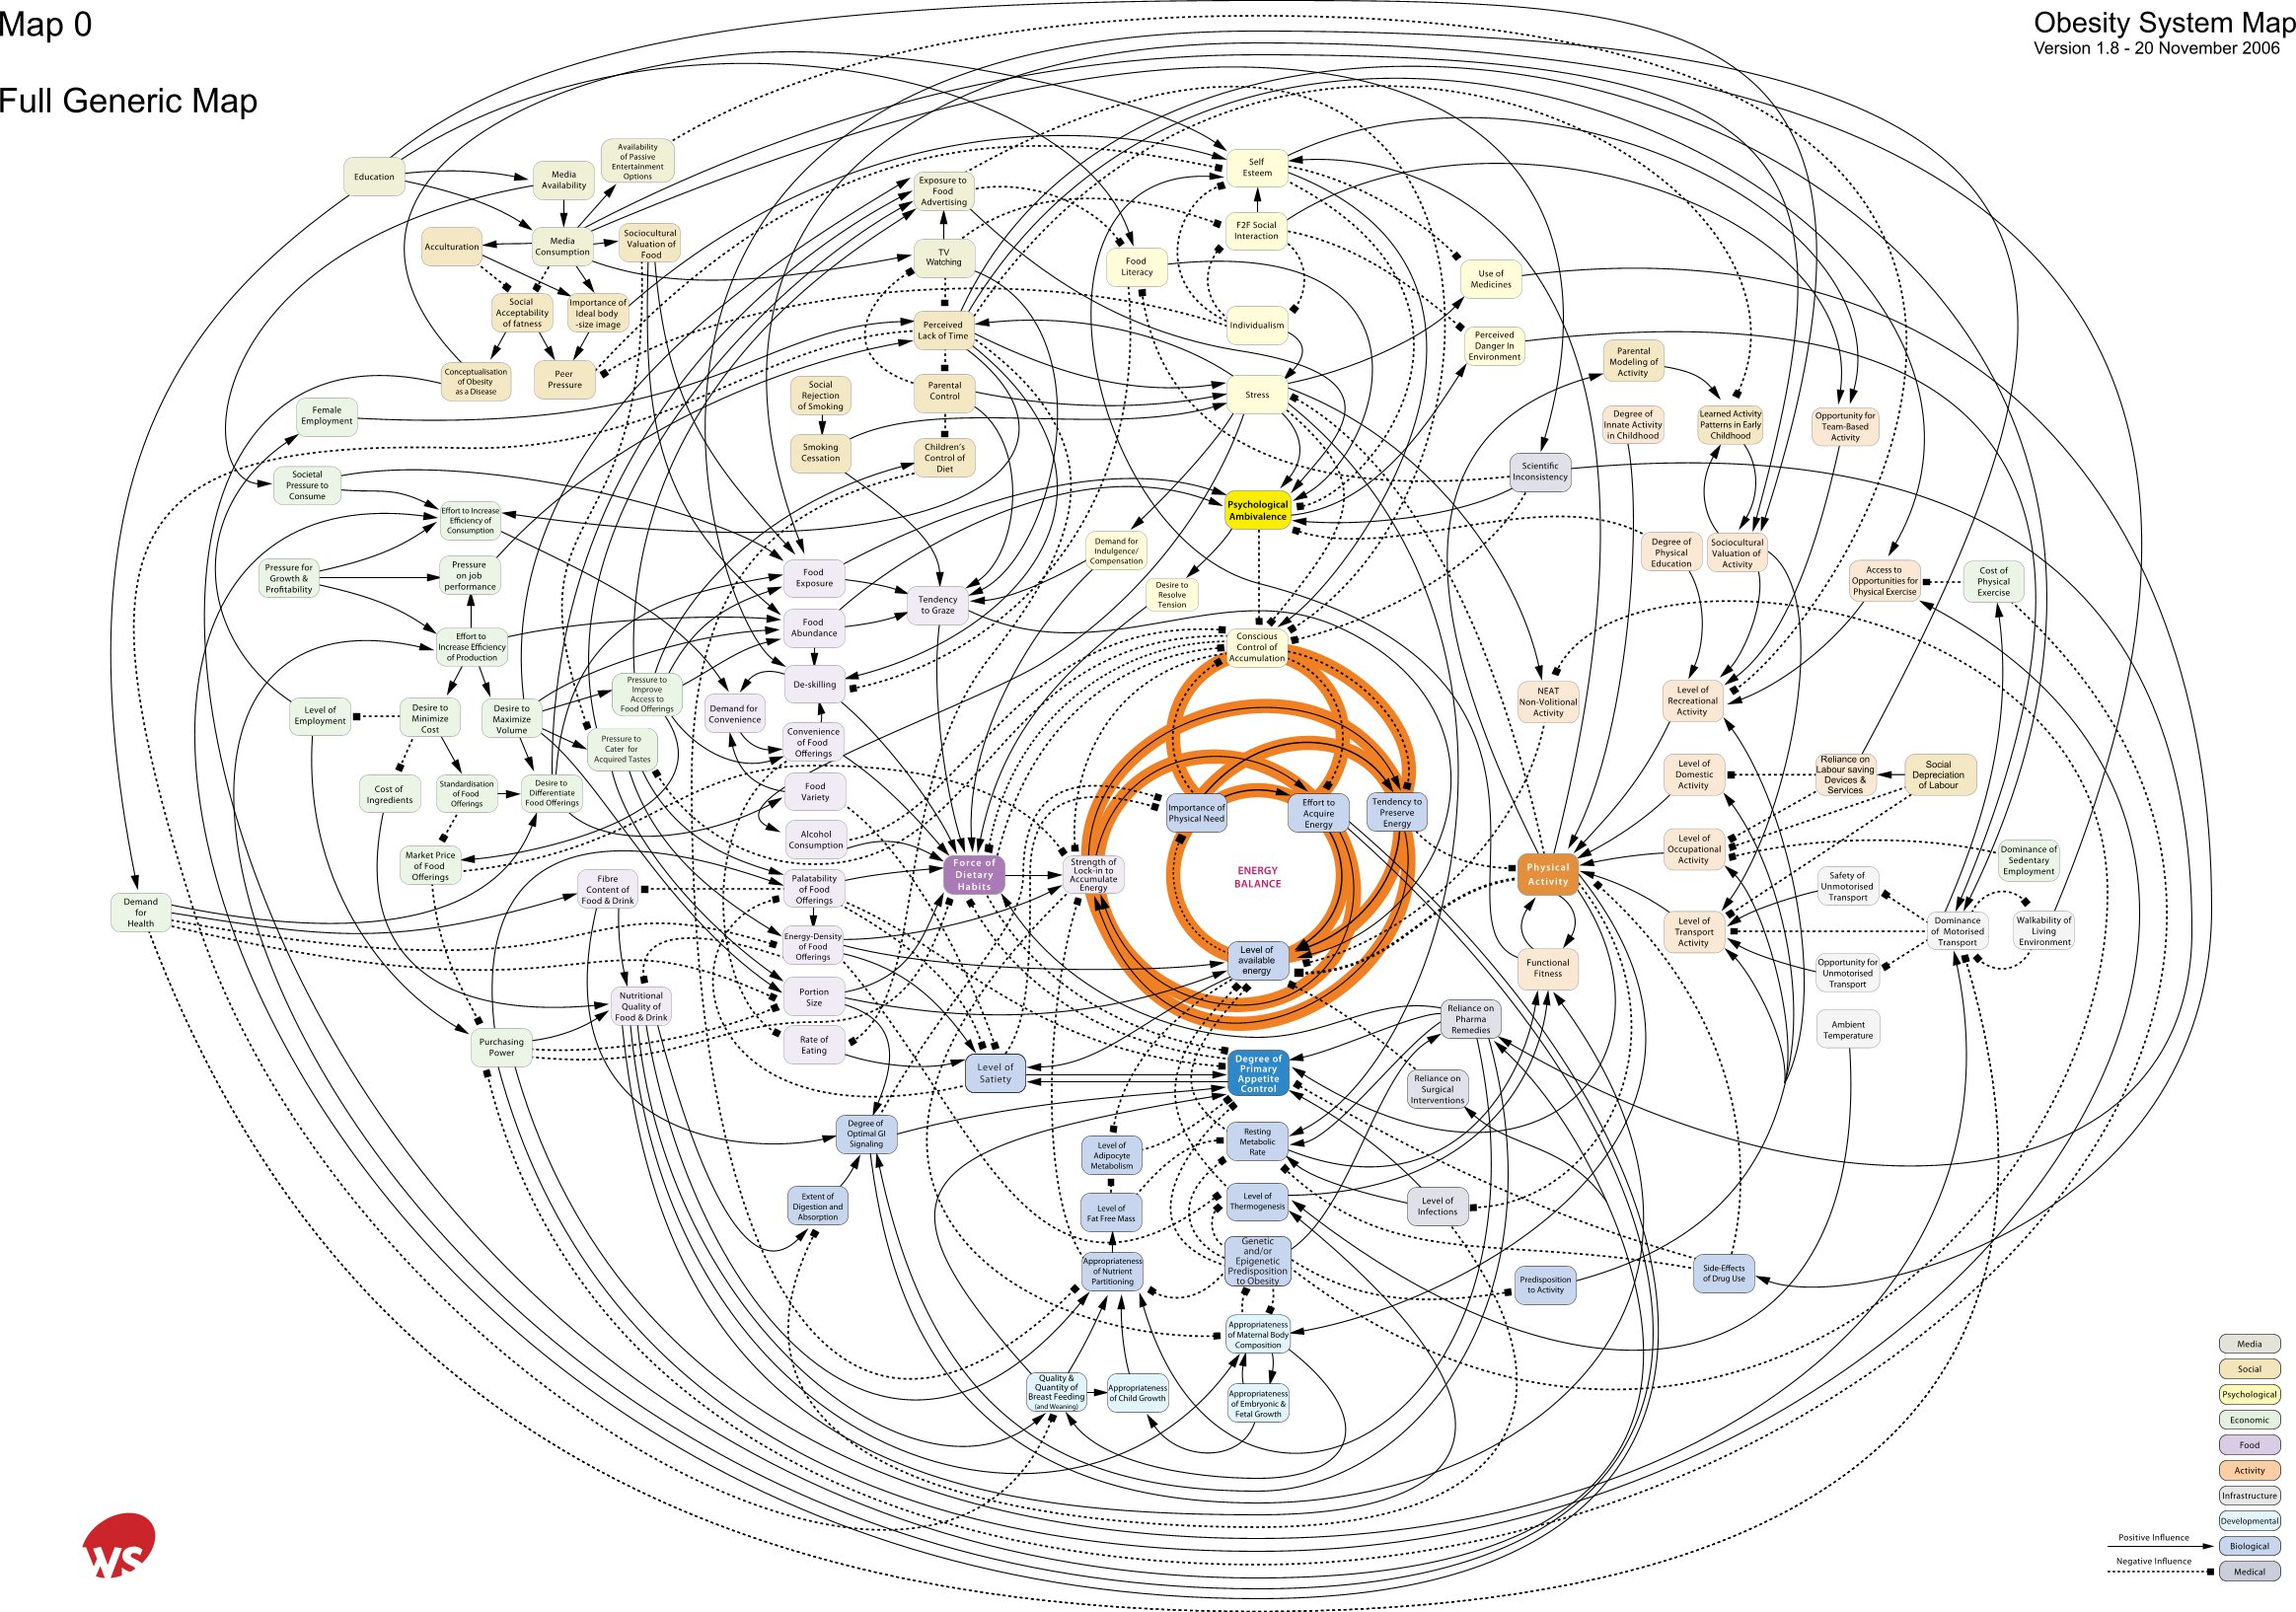 Map 0
Obesity System Map
Version 1.8 - 20 November 2006
Full Generic Map
Education
Media
Availability
Availability
of Passive
Entertainment
Options
Media
Consumption
Acculturation
Sociocultural
Valuation of
Food
Social
Acceptability
of fatness
Importance of
Ideal body
-size image
Conceptualisation
of Obesity
as a Disease
Peer
Pressure
Exposure to
Food
Advertising
TV
Watching
Perceived
Lack of Time
Parental
Control
Children's
Control of
Diet
Social
Rejection
of Smoking
Smoking
Cessation
Self
Esteem
F2F Social
Interaction
Food
Literacy
Individualism
Stress
Use of
Medicines
Perceived
Danger In
Environment
Psychological
Ambivalence
Demand for
Indulgence/
Compensation
Desire to
Resolve
Tension
Conscious
Control of
Accumulation
Scientific
Inconsistency
Parental
Modeling of
Activity
Degree of
Innate Activity
in Childhood
Learned Activity
Patterns in Early
Childhood
Opportunity for
Team-Based
Activity
Degree of
Physical
Education
Sociocultural
Valuation of
Activity
Access to
Opportunities for
Physical Exercise
Cost of
Physical
Exercise
Female
Employment
Societal
Pressure to
Consume
Effort to Increase
Efficiency of
Consumption
Pressure for
Growth &
Profitability
Pressure
on job
performance
Effort to
Increase Efficiency
of Production
Level of
Employment
Desire to
Minimize
Cost
Desire to
Maximize
Volume
Pressure to
Improve
Access to
Food Offerings
Pressure to
Cater for
Acquired Tastes
Cost of
Ingredients
Standardisation
of Food
Offerings
Desire to
Differentiate
Food Offerings
Market Price
of Food
Offerings
Demand
for
Health
Purchasing
Power
Food
Exposure
Food
Abundance
Tendency
to Graze
De-skilling
Demand for
Convenience
Convenience
of Food
Offerings
Food
Variety
Alcohol
Consumption
Force of
Dietary
Habits
Strength of
Lock-in to
Accumulate
Energy
Fibre
Content of
Food & Drink
Palatability
of Food
Offerings
Energy-Density
of Food
Offerings
Portion
Size
Rate of
Eating
Nutritional
Quality of
Food & Drink
Importance of
Physical Need
Effort to
Acquire
Energy
Tendency to
Preserve
Energy
ENERGY
BALANCE
Level of
available
energy
NEAT
Non-Volitional
Activity
Level of
Recreational
Activity
Level of
Domestic
Activity
Reliance on
Labour saving
Devices &
Services
Social
Depreciation
of Labour
Level of
Occupational
Activity
Dominance of
Sedentary
Employment
Physical
Activity
Safety of
Unmotorised
Transport
Level of
Transport
Activity
Dominance
of Motorised
Transport
Walkability of
Living
Environment
Opportunity for
Unmotorised
Transport
Functional
Fitness
Ambient
Temperature
Reliance on
Pharma
Remedies
Reliance on
Surgical
Interventions
Level of
Satiety
Degree of
Primary
Appetite
Control
Degree of
Optimal GI
Signaling
Extent of
Digestion and
Absorption
Level of
Adipocyte
Metabolism
Resting
Metabolic
Rate
Level of
Fat Free Mass
Level of
Thermogenesis
Level of
Infections
Appropriateness
of Nutrient
Partitioning
Genetic
and/or
Epigenetic
Predisposition
to Obesity
Predisposition
to Activity
Side-Effects
of Drug Use
Appropriateness
of Maternal Body
Composition
Quality &
Quantity of
Breast Feeding
(and Weaning)
Appropriateness
of Child Growth
Appropriateness
of Embryonic &
Fetal Growth
Media
Social
Psychological
Economic
Food
Activity
Infrastructure
Developmental
Biological
Medical
Positive Influence
Negative Influence
WS